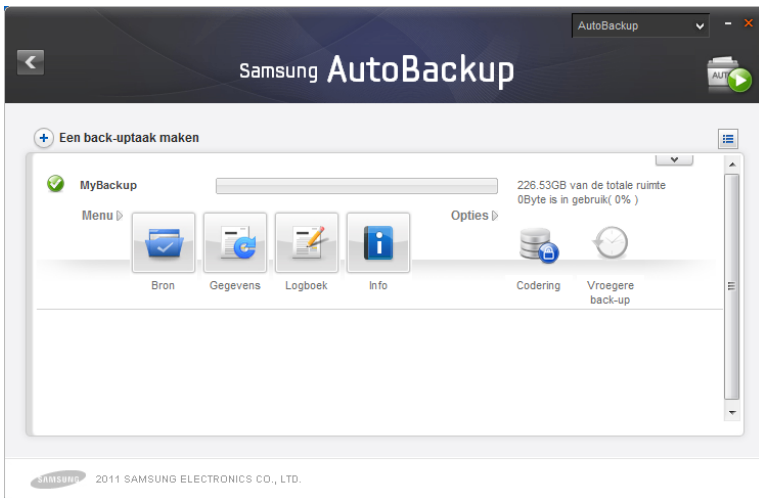 AutoBackup
Samsung AutoBackup
AUTO
Een back-uptaak maken
MyBackup
226.53GB van de totale ruimte
0Byte is in gebruik( 0% )
Menu
Opties
Bron
Gegevens
Logboek
Info
Codering
Vroegere
back-up
SAMSUNG
2011 SAMSUNG ELECTRONICS CO., LTD.